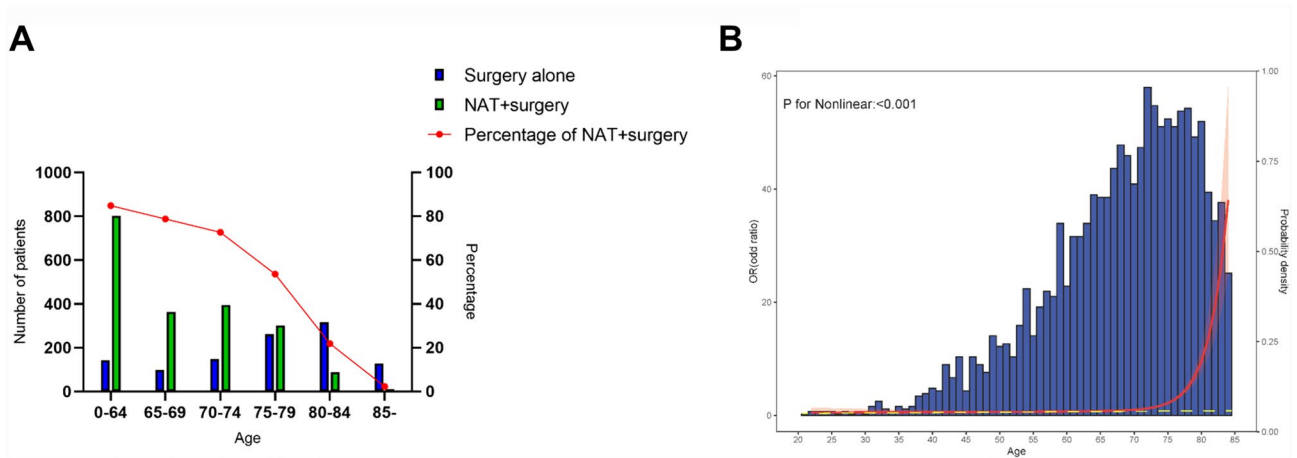 A
Surgery alone
NAT+surgery
Percentage of NAT+surgery
1000
800
600
400
200
0
Number of patients
100
80
60
40
20
0
Percentage
0-64 65-69 70-74 75-79 80-84 85-
Age
B
P for Nonlinear:<0.001
60
40
20
0
OR(odd ratio)
1.00
0.75
0.50
0.25
0.00
Probability density
20 25 30 35 40 45 50 55 60 65 70 75 80 85
Age